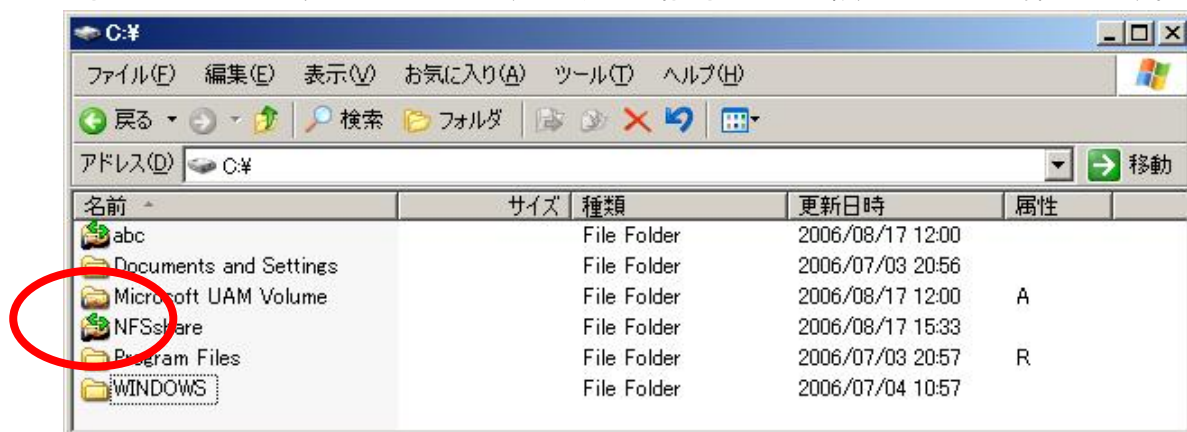 C:¥
ファイル(F) 編集(E) 表示(V) お気に入り(A) ツール(T) ヘルプ(H)
戻る 検索 フォルダ
アドレス(D) C:¥ 移動
名前 サイズ 種類 更新日時 属性
abc File Folder 2006/08/17 12:00
Documents and Settings File Folder 2006/07/03 20:56
Microsoft UAM Volume File Folder 2006/08/17 12:00 A
NFSshare File Folder 2006/08/17 15:33
Program Files File Folder 2006/07/03 20:57 R
WINDOWS File Folder 2006/07/04 10:57